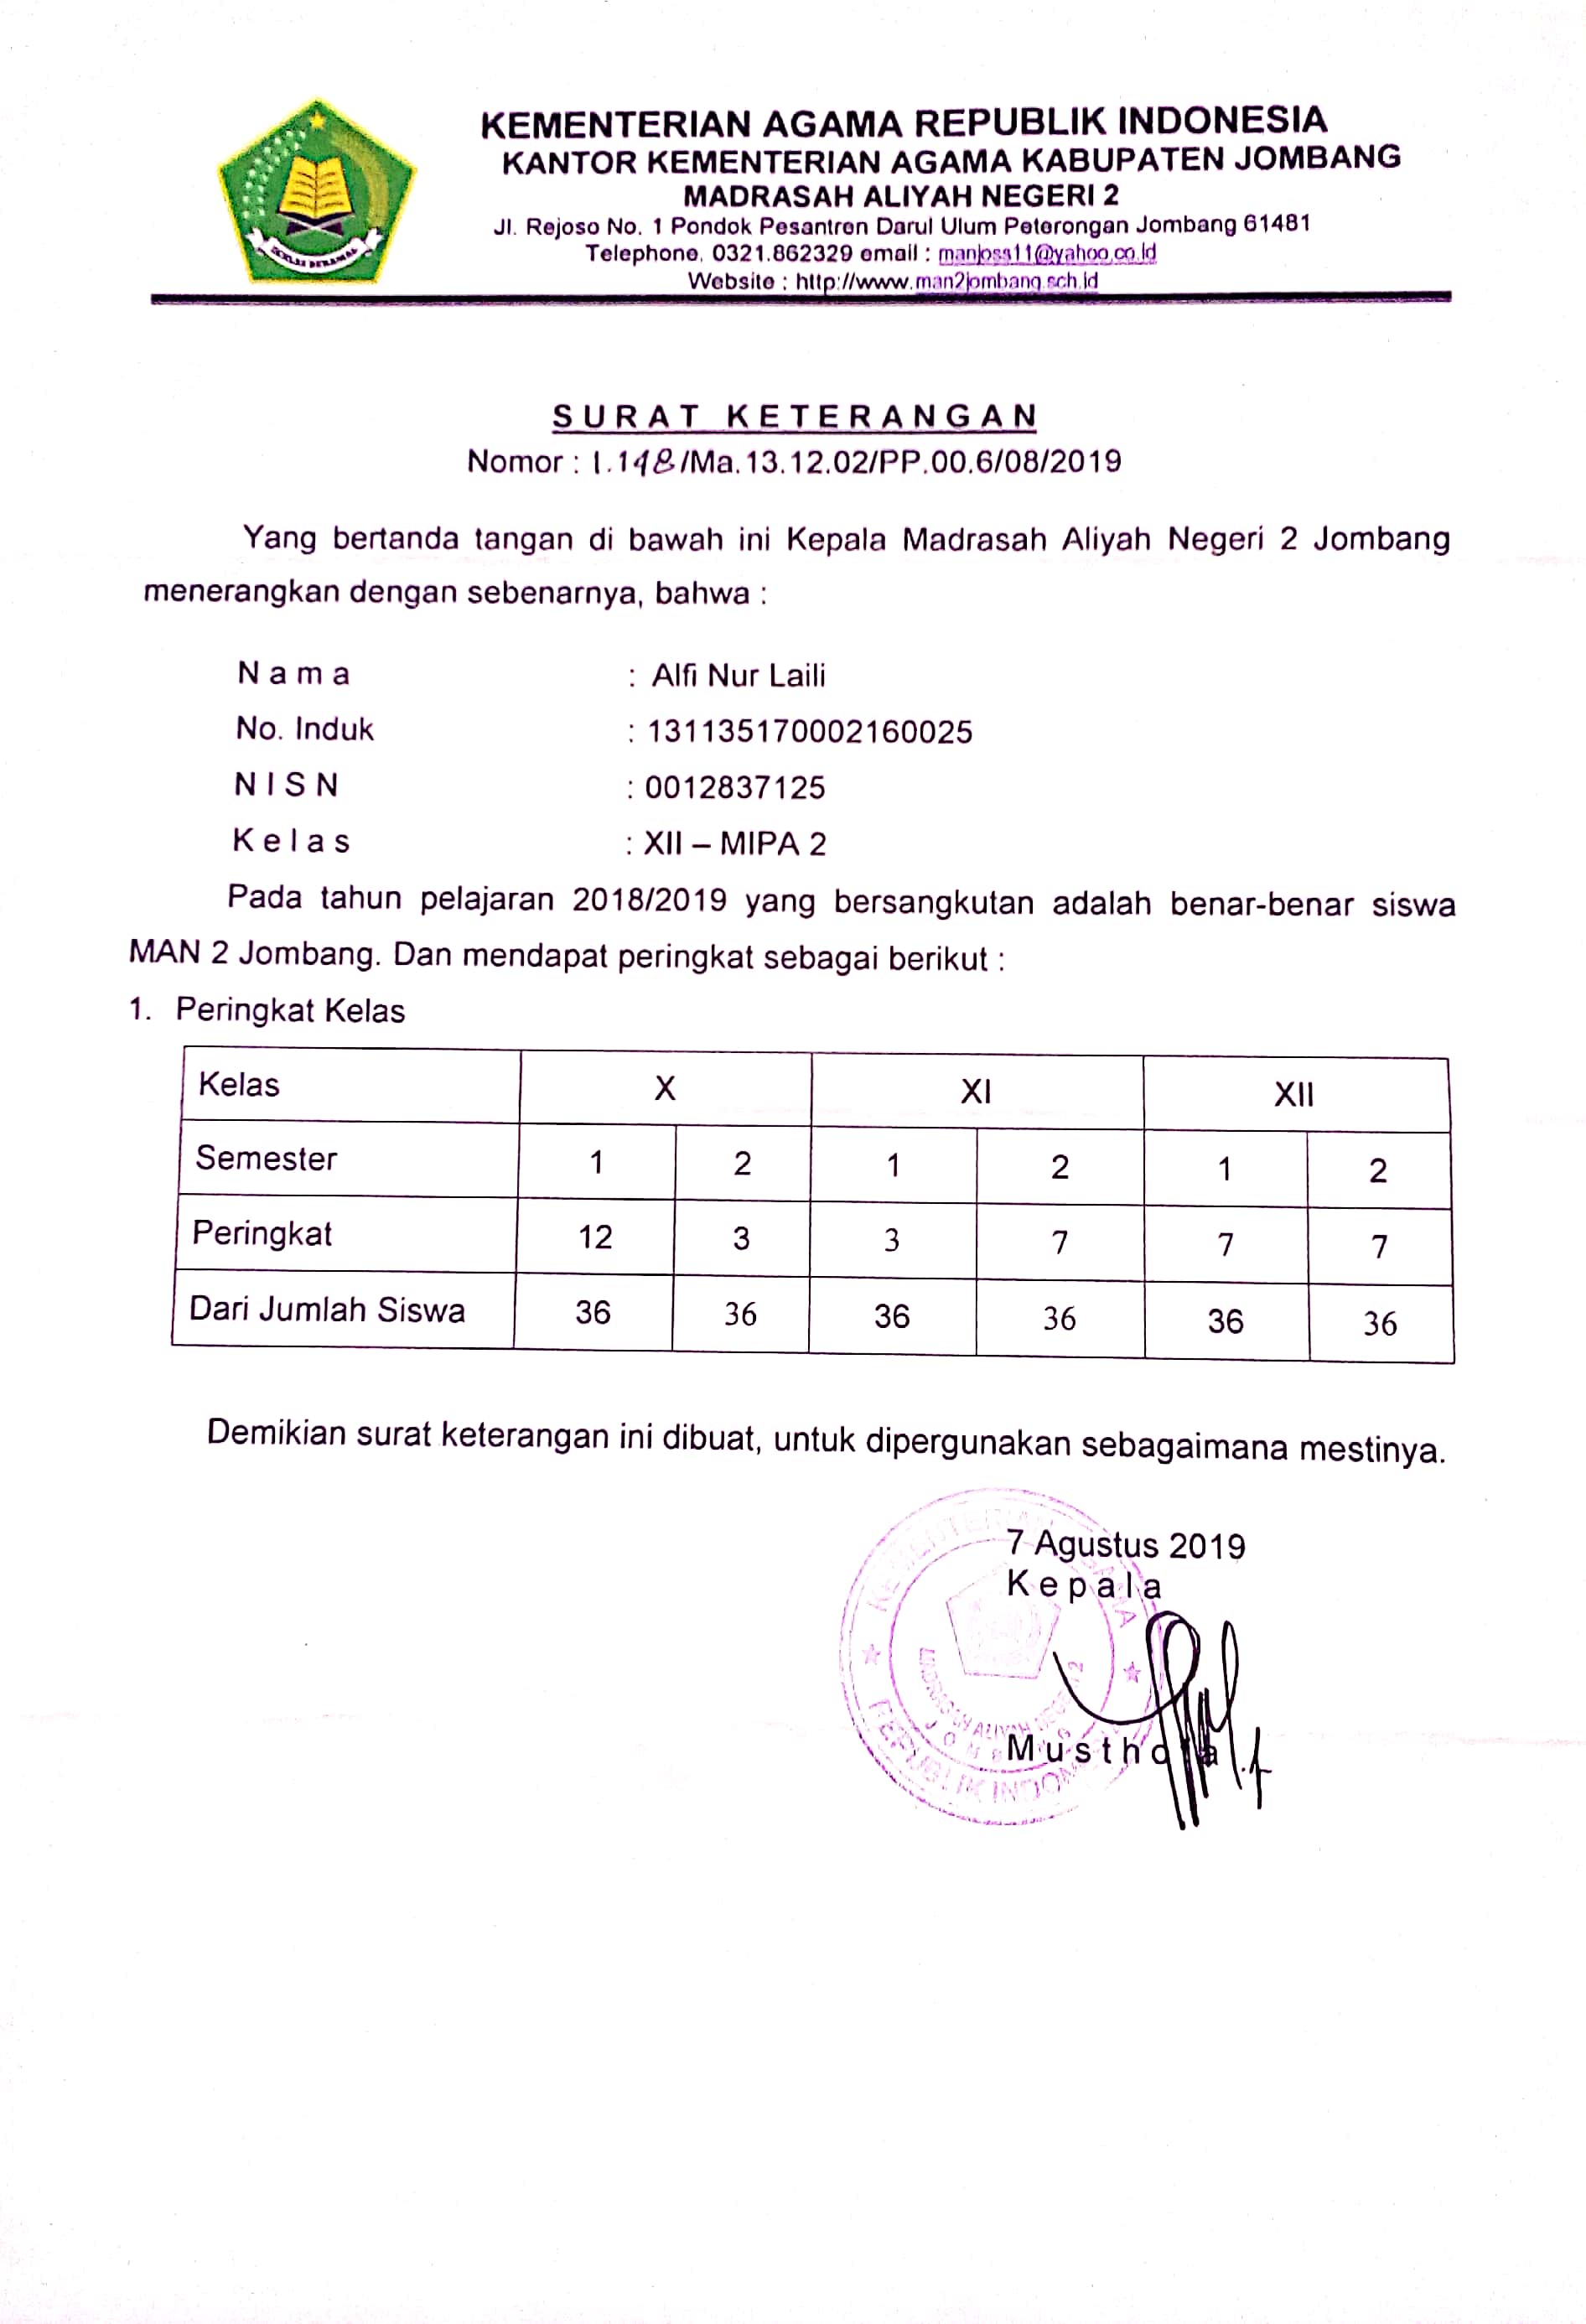 KEMENTERIAN AGAMA REPUBLIK INDONESIA
KANTOR KEMENTERIAN AGAMA KABUPATEN JOMBANG
MADRASAH ALIYAH NEGERI 2
Jl. Rejoso No. 1 Pondok Pesantren Darul Ulum Peterongan Jombang 61481
Telephone. 0321.862329 email : manjoss11@yahoo.co.id
Website : http://www.man2jombang.sch.id
SURAT KETERANGAN
Nomor : 1.148/Ma.13.12.02/PP.00.6/08/2019
Yang bertanda tangan di bawah ini Kepala Madrasah Aliyah Negeri 2 Jombang
menerangkan dengan sebenarnya, bahwa :
Nama : Alfi Nur Laili
No. Induk : 131135170002160025
NISN : 0012837125
Kelas : XII – MIPA 2
Pada tahun pelajaran 2018/2019 yang bersangkutan adalah benar-benar siswa
MAN 2 Jombang. Dan mendapat peringkat sebagai berikut :
1. Peringkat Kelas
Kelas X XI XII
Semester 1 2 1 2 1 2
Peringkat 12 3 3 7 7 7
Dari Jumlah Siswa 36 36 36 36 36 36
Demikian surat keterangan ini dibuat, untuk dipergunakan sebagaimana mestinya.
7 Agustus 2019
Kepala
KEMENTERIAN AGAMA
REPUBLIK INDONESIA
MADRASAH ALIYAH NEGERI 2
JOMBANG